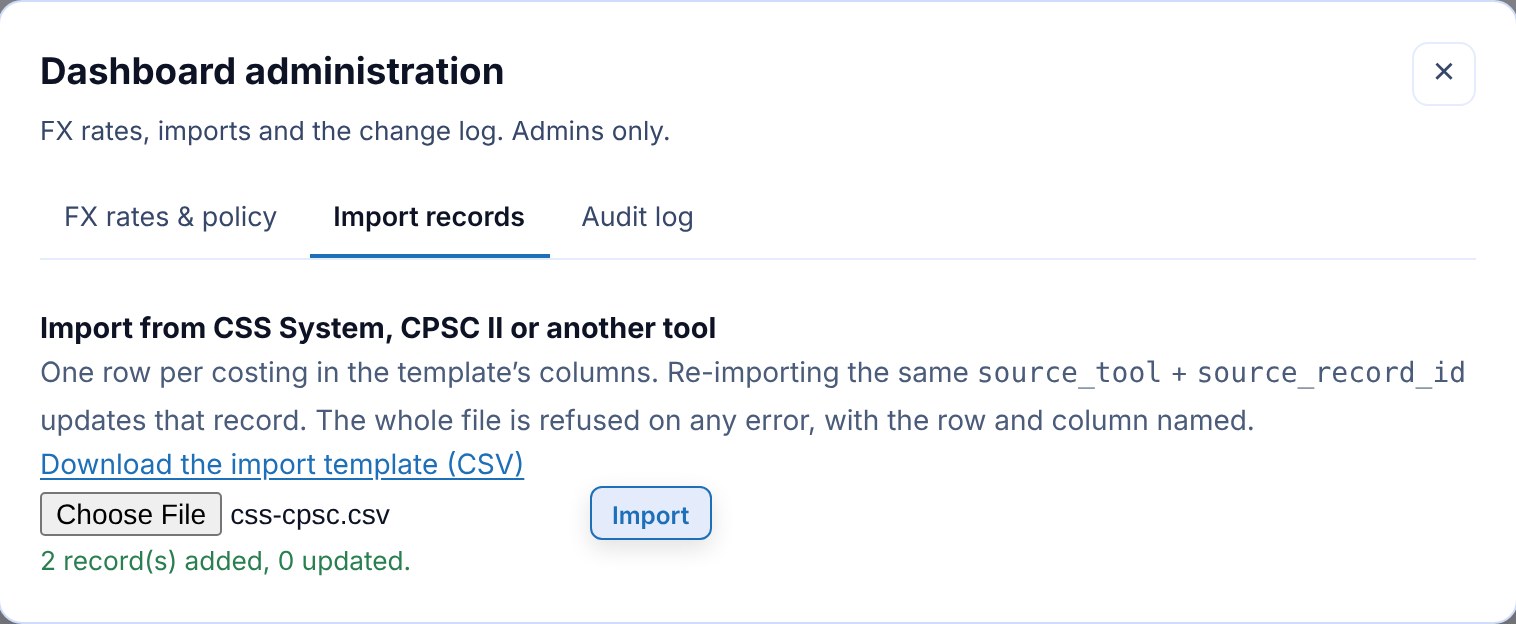 Dashboard administration
✕
FX rates, imports and the change log. Admins only.
FX rates & policy
Import records
Audit log
Import from CSS System, CPSC II or another tool
One row per costing in the template’s columns. Re-importing the same source_tool + source_record_id
updates that record. The whole file is refused on any error, with the row and column named.
Download the import template (CSV)
Choose File css-cpsc.csv
Import
2 record(s) added, 0 updated.